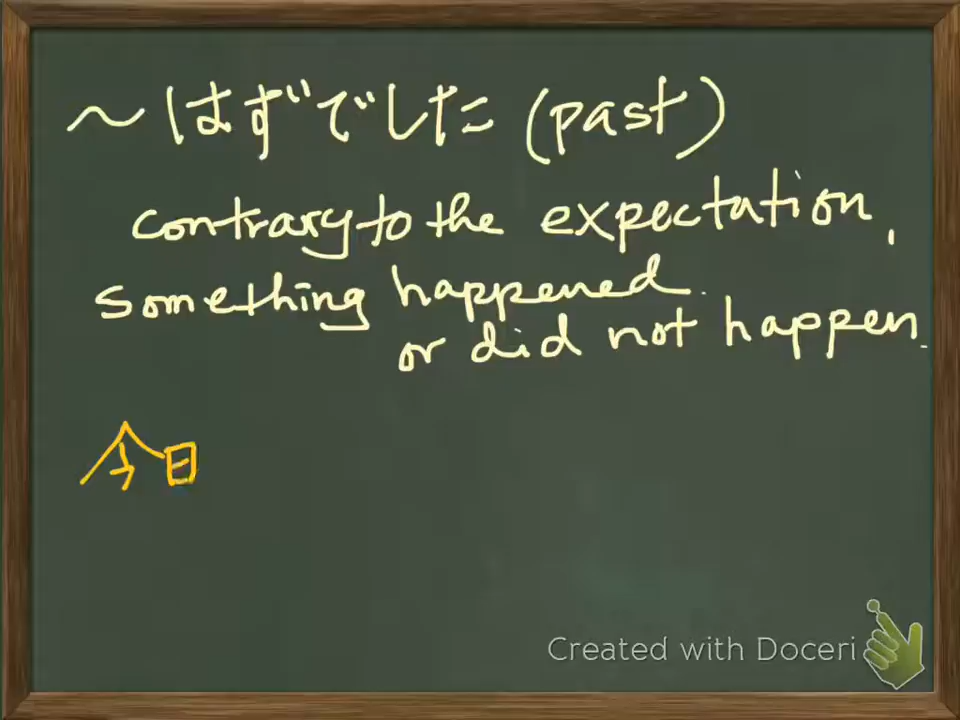 ～はずでした (past)
contrary to the expectation,
something happened
or did not happen.
今日
Created with Doceri